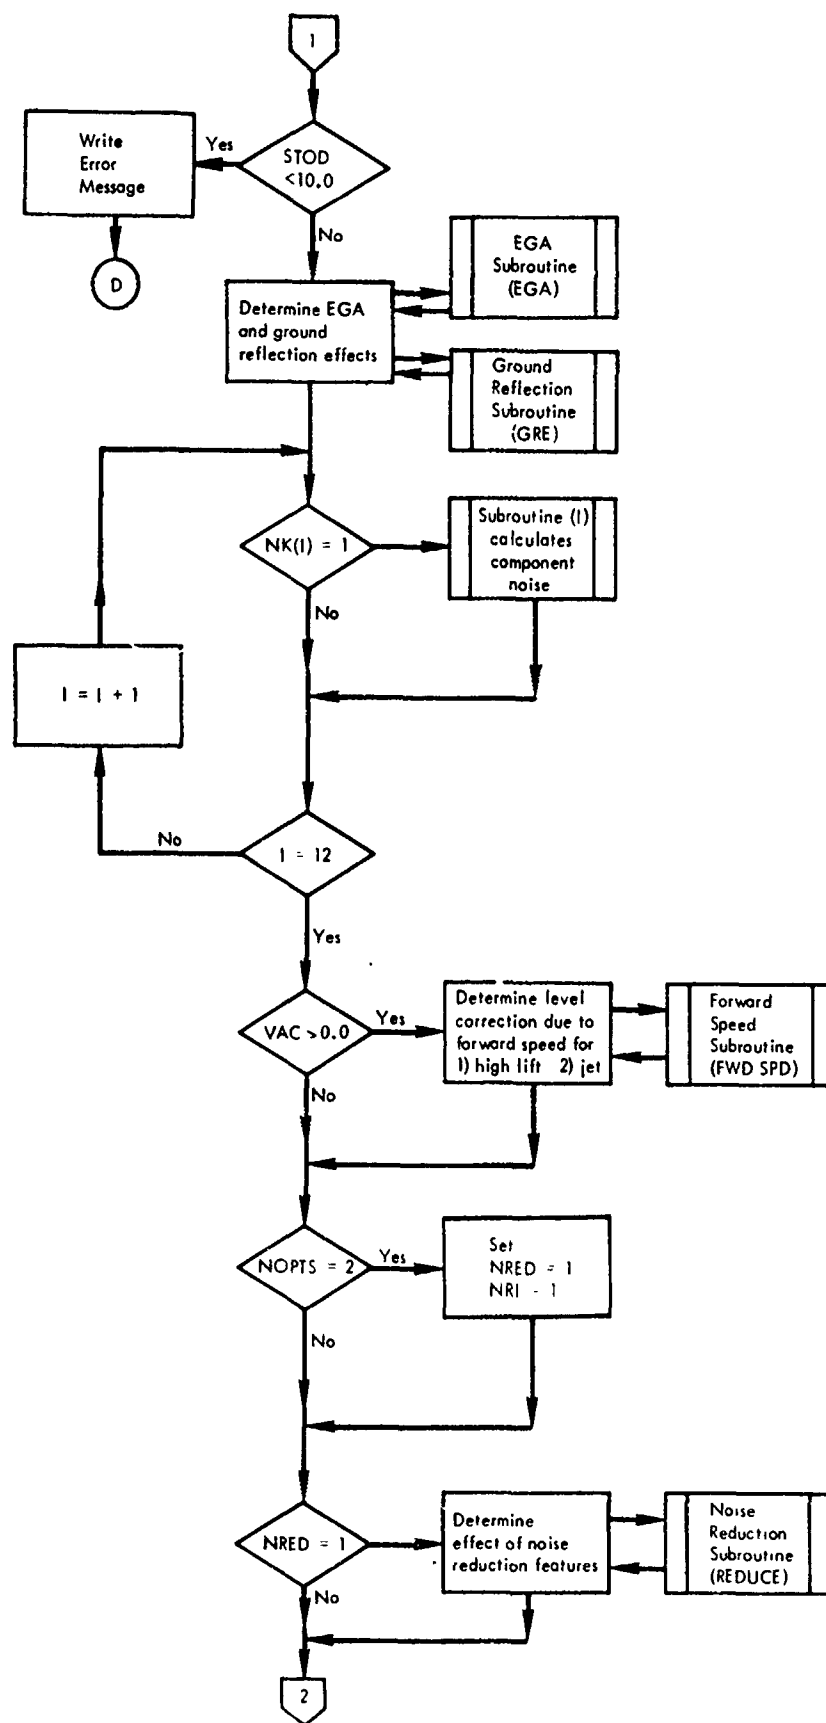 1
Write
Error
Message
Yes
STOD
<10.0
No
D
EGA
Subroutine
(EGA)
Determine EGA
and ground
reflection effects
Ground
Reflection
Subroutine
(GRE)
NK(I) = 1
Subroutine (I)
calculates
component
noise
No
I = I + 1
No
I = 12
Yes
VAC >0.0
Yes
Determine level
correction due to
forward speed for
1) high lift 2) jet
Forward
Speed
Subroutine
(FWD SPD)
No
NOPTS = 2
Yes
Set
NRED = 1
NRI - 1
No
NRED = 1
Determine
effect of noise
reduction features
Noise
Reduction
Subroutine
(REDUCE)
No
2